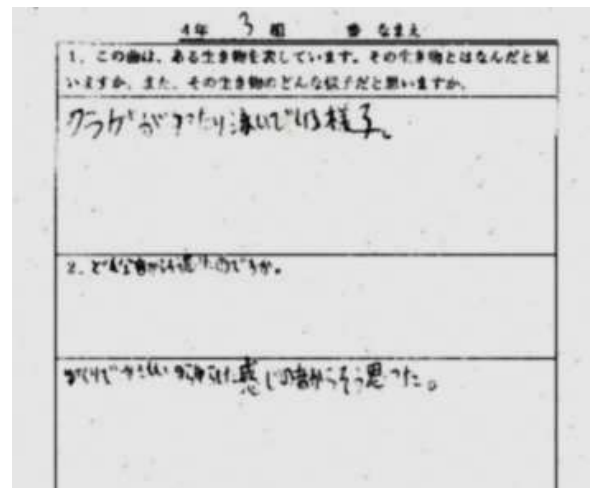 4年 3 組 番 なまえ
1、この曲は、ある生き物を表しています。その生き物とはなんだと思
いますか。また、その生き物のどんな様子だと思いますか。
クラゲがゆったり泳いでいる様子。
2、どんな音からそう思ったのですか。
感じの音からそう思った。